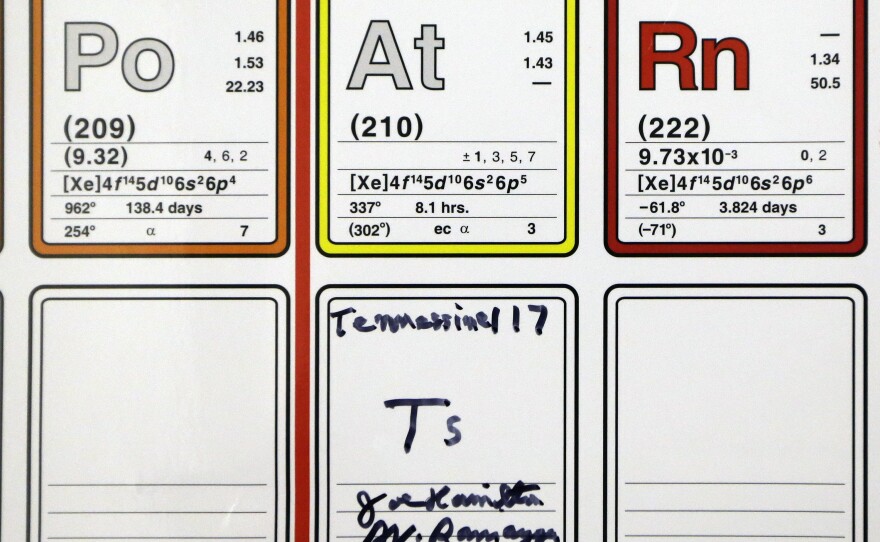 Po
1.46
1.53
22.23
(209)
(9.32) 4, 6, 2
[Xe]4f¹⁴5d¹⁰6s²6p⁴
962° 138.4 days
254° α 7
At
1.45
1.43
—
(210)
± 1, 3, 5, 7
[Xe]4f¹⁴5d¹⁰6s²6p⁵
337° 8.1 hrs.
(302°) ec α 3
Rn
—
1.34
50.5
(222)
9.73x10⁻³ 0, 2
[Xe]4f¹⁴5d¹⁰6s²6p⁶
−61.8° 3.824 days
(−71°) 3
Tennessine 117
Ts
Joe Hamilton